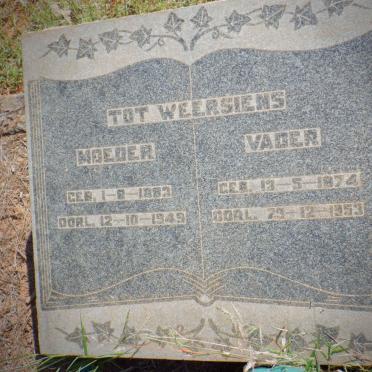 TOT WEERSIENS
MOEDER
GEB. 1-8-1883
OORL. 12-10-1949
VADER
GEB. 13-5-1874
OORL. 23-12-1953